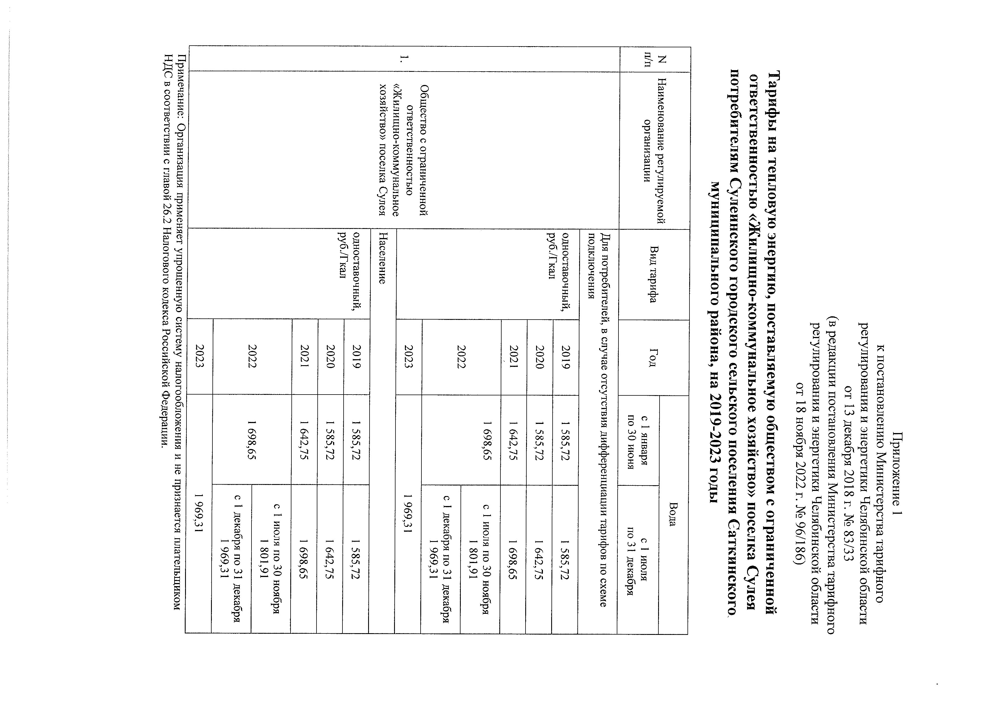 Приложение 1
к постановлению Министерства тарифного
регулирования и энергетики Челябинской области
от 13 декабря 2018 г. № 83/33
(в редакции постановления Министерства тарифного
регулирования и энергетики Челябинской области
от 18 ноября 2022 г. № 96/186)
Тарифы на тепловую энергию, поставляемую обществом с ограниченной
ответственностью «Жилищно-коммунальное хозяйство» поселка Сулея
потребителям Сулеинского городского сельского поселения Саткинского
муниципального района, на 2019-2023 годы
N
п/п
Наименование регулируемой
организации
Вид тарифа
Год
Вода
с 1 января
по 30 июня
с 1 июля
по 31 декабря
1.
Общество с ограниченной
ответственностью
«Жилищно-коммунальное
хозяйство» поселка Сулея
Для потребителей, в случае отсутствия дифференциации тарифов по схеме
подключения
одноставочный,
руб./Гкал
2019
1 585,72
1 585,72
2020
1 585,72
1 642,75
2021
1 642,75
1 698,65
2022
1 698,65
с 1 июля по 30 ноября
1 801,91
с 1 декабря по 31 декабря
1 969,31
2023
1 969,31
Население
одноставочный,
руб./Гкал
2019
1 585,72
1 585,72
2020
1 585,72
1 642,75
2021
1 642,75
1 698,65
2022
1 698,65
с 1 июля по 30 ноября
1 801,91
с 1 декабря по 31 декабря
1 969,31
2023
1 969,31
Примечание: Организация применяет упрощенную систему налогообложения и не признается плательщиком
НДС в соответствии с главой 26.2 Налогового кодекса Российской Федерации.